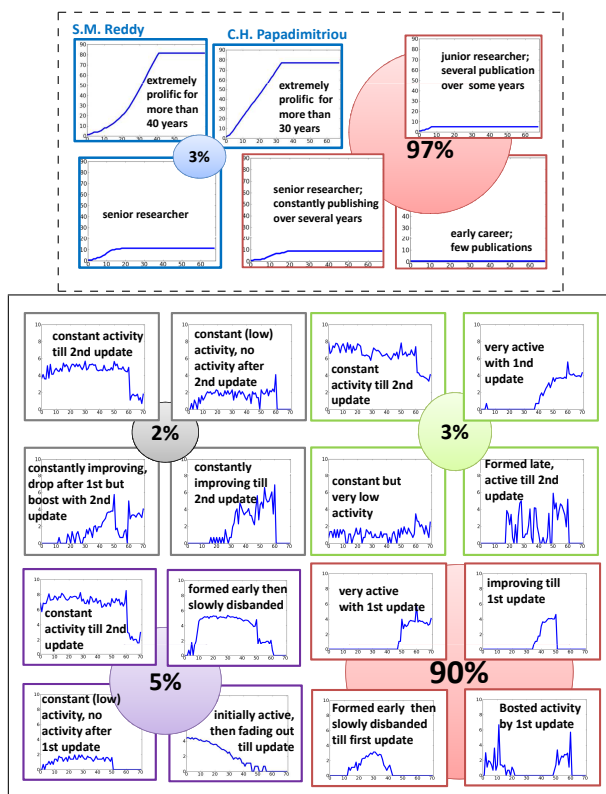 S.M. Reddy
C.H. Papadimitriou
extremely
prolific for
more than
40 years
extremely
prolific for
more than
30 years
junior researcher;
several publication
over some years
3%
97%
senior researcher
senior researcher;
constantly publishing
over several years
early career;
few publications
constant activity
till 2nd update
constant (low)
activity, no
activity after
2nd update
constant
activity till 2nd
update
very active
with 1nd
update
2%
3%
constantly improving,
drop after 1st but
boost with 2nd
update
constantly
improving till
2nd update
constant but
very low
activity
Formed late,
active till 2nd
update
constant
activity till 2nd
update
formed early then
slowly disbanded
very active
with 1st update
improving till
1st update
5%
90%
constant (low)
activity, no
activity after
1st update
initially active,
then fading out
till update
Formed early then
slowly disbanded
till first update
Bosted activity
by 1st update